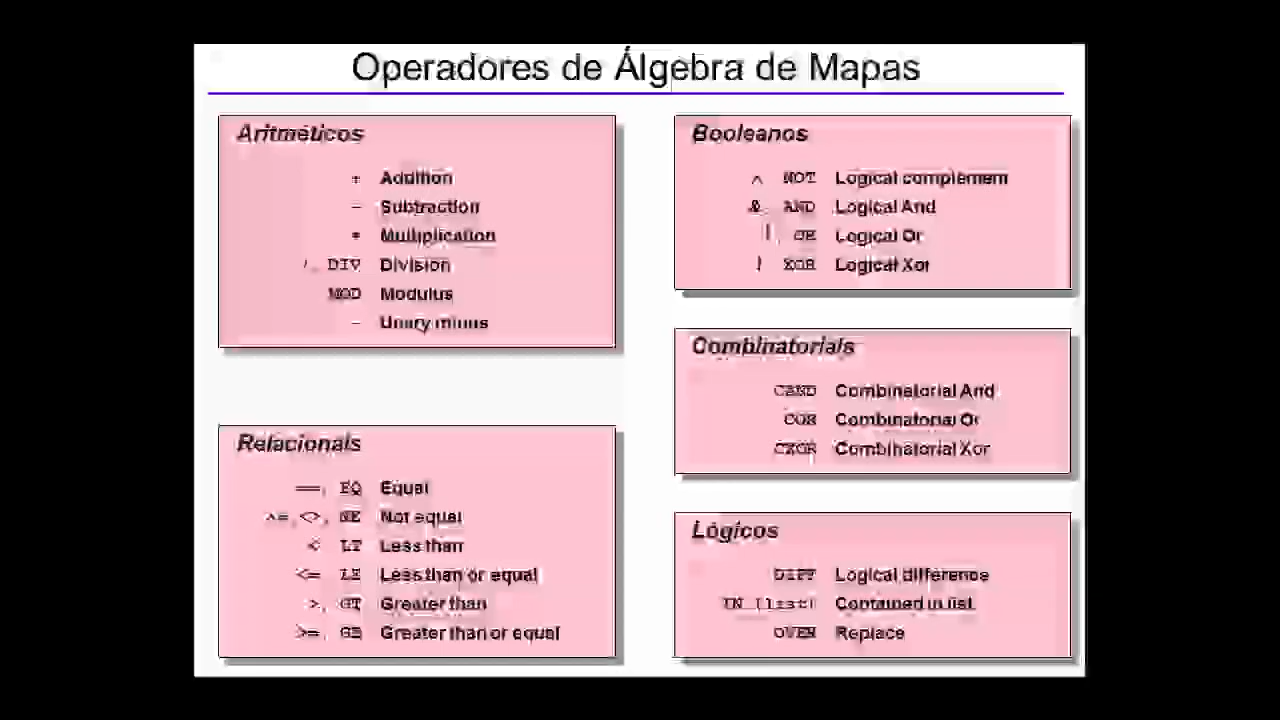 Operadores de Álgebra de Mapas
Aritméticos
+ Addition
- Subtraction
* Multiplication
/, DIV Division
MOD Modulus
- Unary minus
Relacionais
==, EQ Equal
^=, <>, NE Not equal
<, LT Less than
<=, LE Less than or equal
>, GT Greater than
>=, GE Greater than or equal
Booleanos
^, NOT Logical complement
&, AND Logical And
|, OR Logical Or
!, XOR Logical Xor
Combinatoriais
CAND Combinatorial And
COR Combinatorial Or
CXOR Combinatorial Xor
Lógicos
DIFF Logical difference
IN {list} Contained in list
OVER Replace